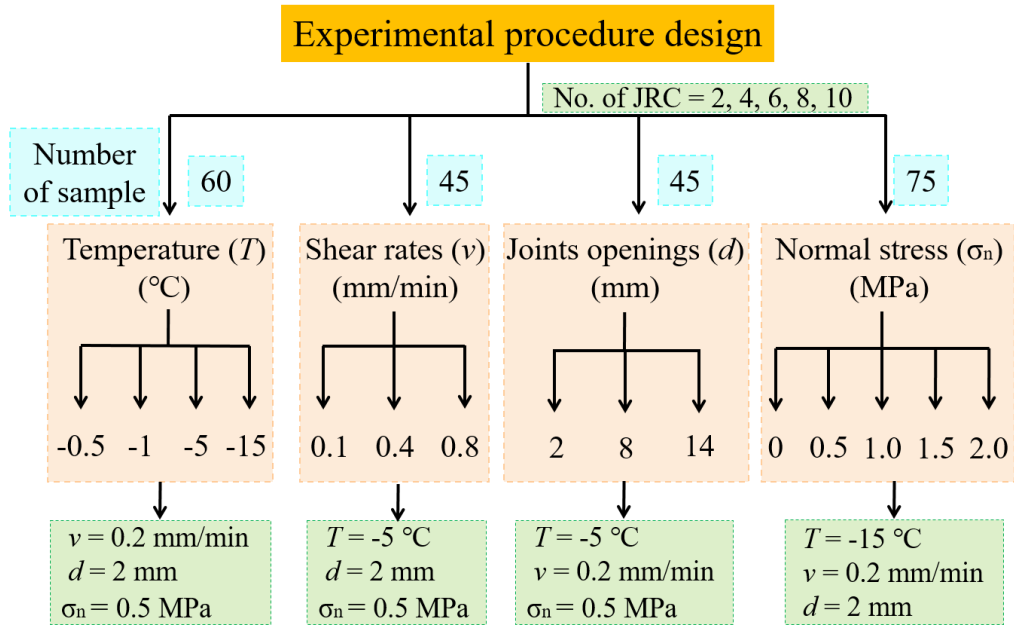 Experimental procedure design
No. of JRC = 2, 4, 6, 8, 10
Number
of sample
60
45
45
75
Temperature (T)
(℃)
-0.5 -1 -5 -15
Shear rates (v)
(mm/min)
0.1 0.4 0.8
Joints openings (d)
(mm)
2 8 14
Normal stress (σn)
(MPa)
0 0.5 1.0 1.5 2.0
v = 0.2 mm/min
d = 2 mm
σn = 0.5 MPa
T = -5 ℃
d = 2 mm
σn = 0.5 MPa
T = -5 ℃
v = 0.2 mm/min
σn = 0.5 MPa
T = -15 ℃
v = 0.2 mm/min
d = 2 mm